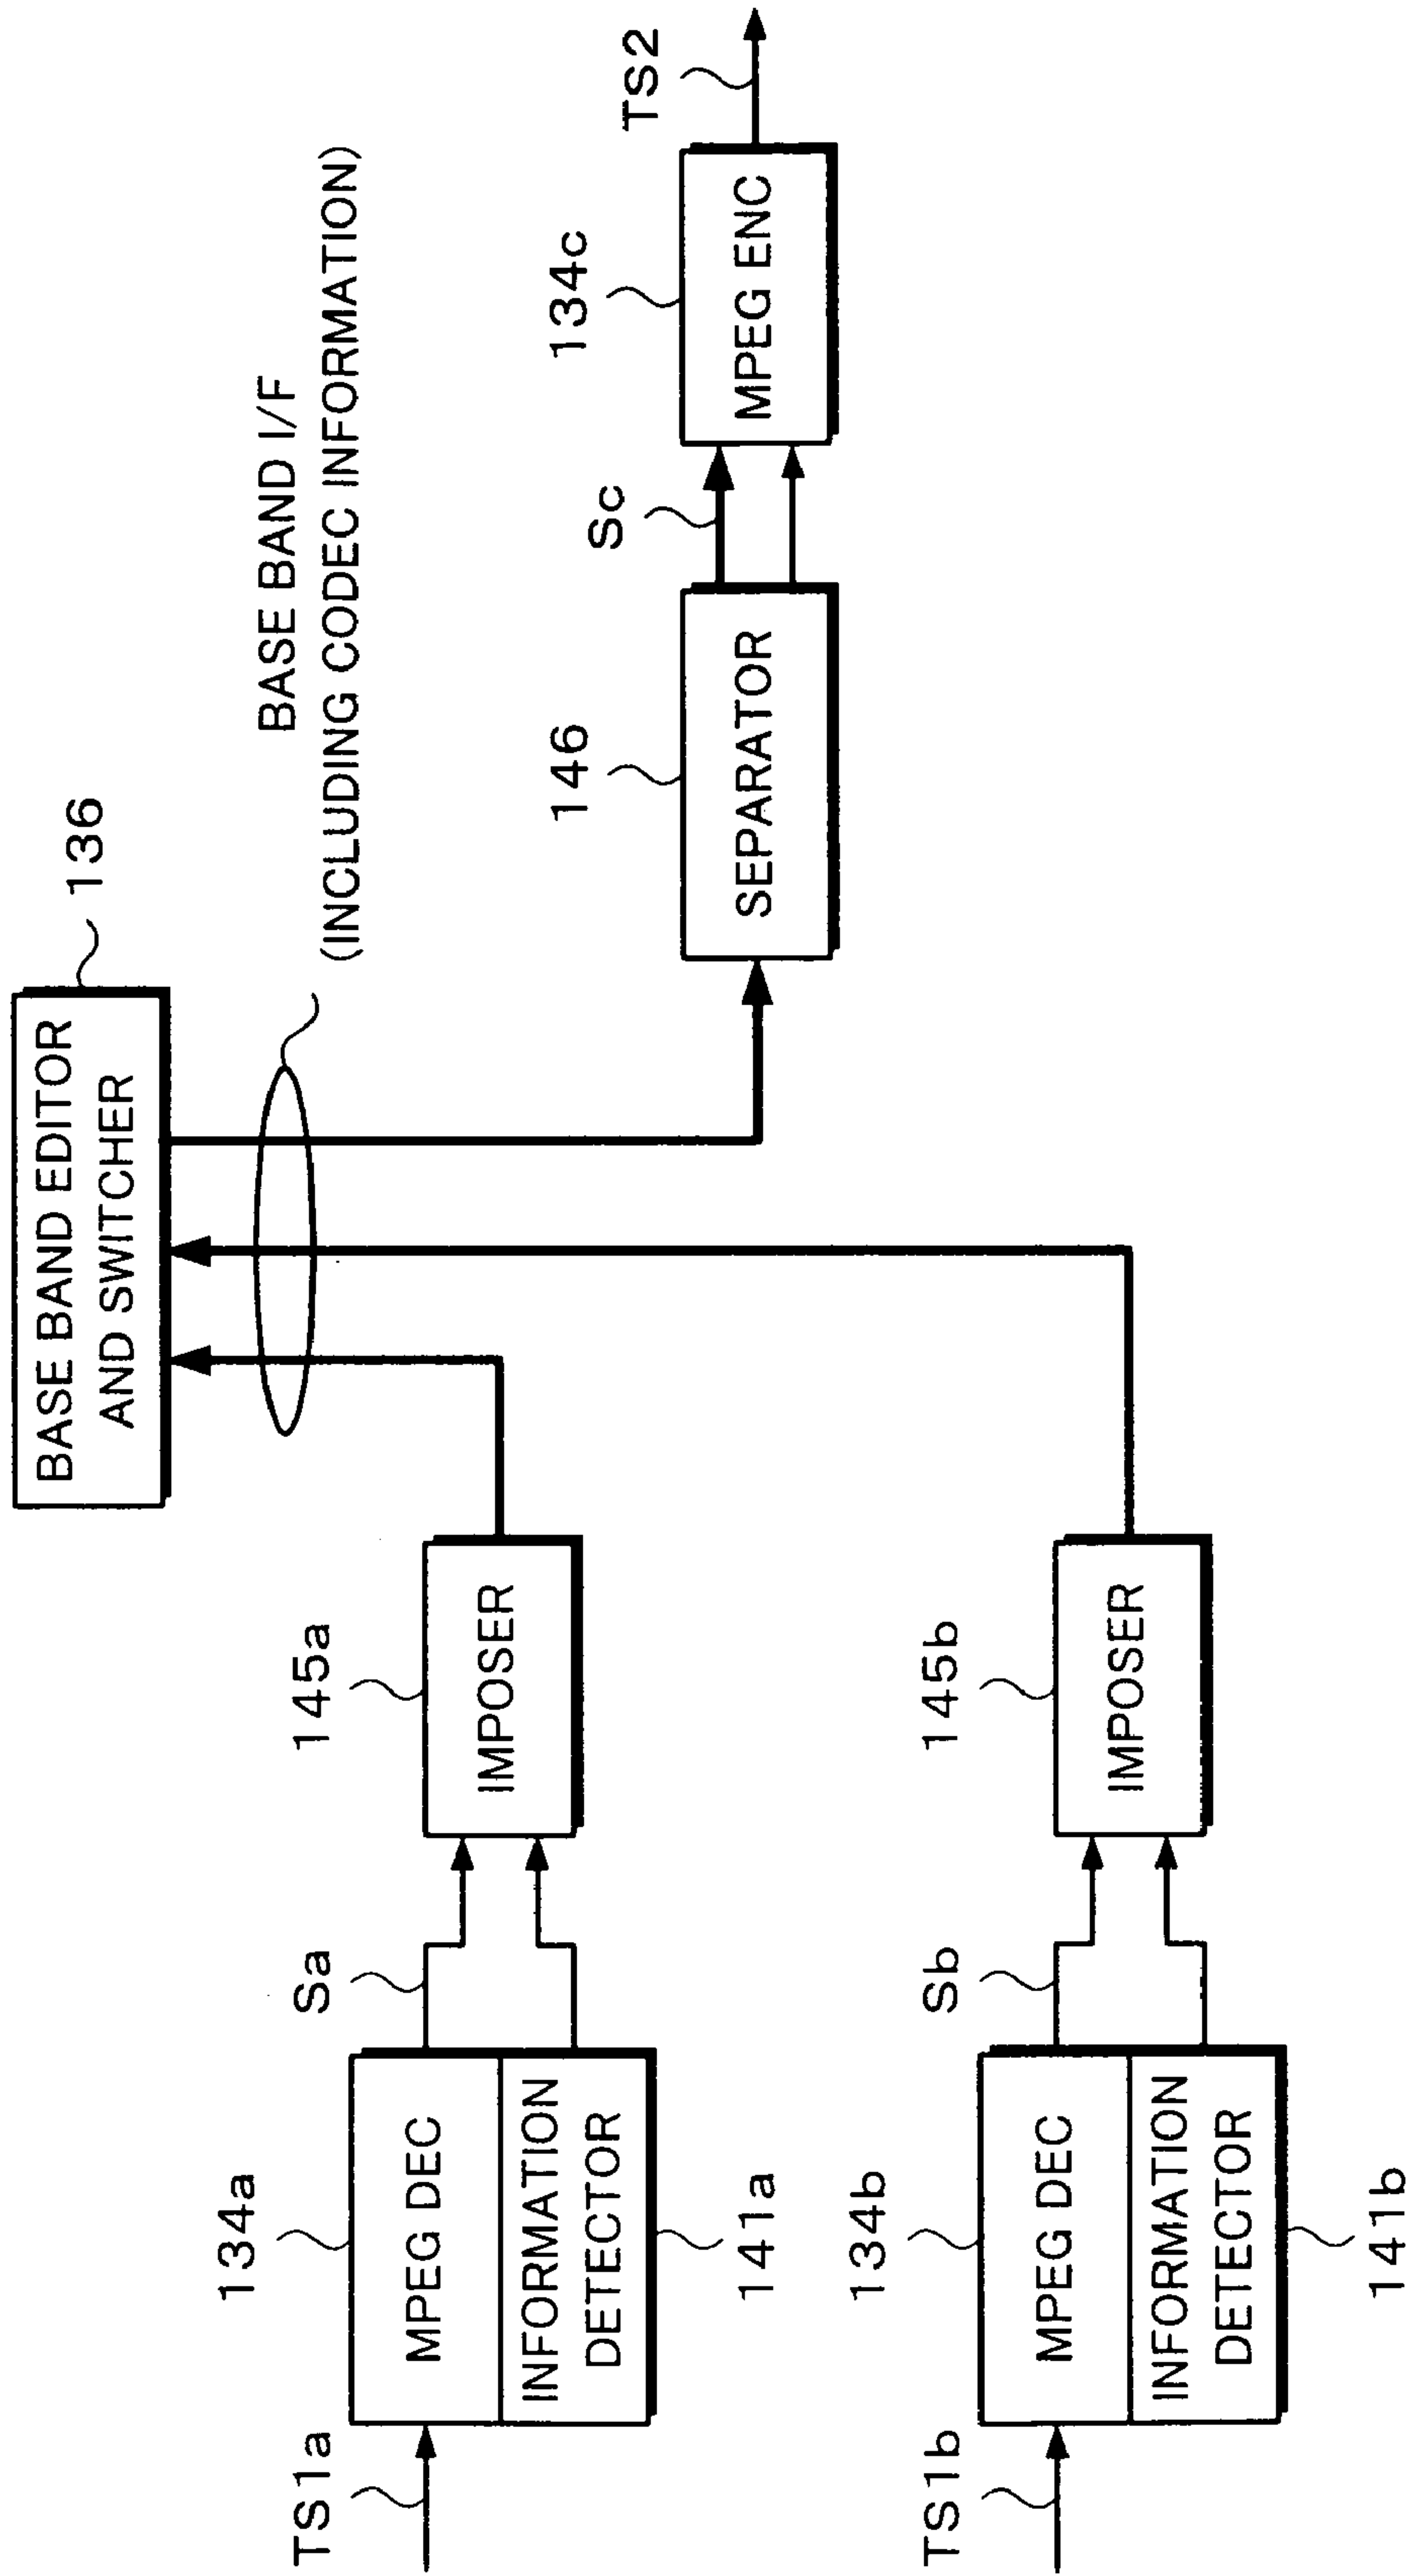 136
BASE BAND EDITOR
AND SWITCHER
BASE BAND I/F
(INCLUDING CODEC INFORMATION)
TS1a
134a
MPEG DEC
INFORMATION
DETECTOR
141a
Sa
145a
IMPOSER
146
SEPARATOR
Sc
134c
MPEG ENC
TS2
TS1b
134b
MPEG DEC
INFORMATION
DETECTOR
141b
Sb
145b
IMPOSER